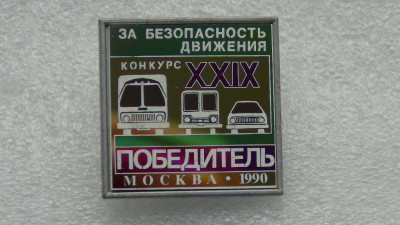 ЗА БЕЗОПАСНОСТЬ
ДВИЖЕНИЯ
КОНКУРС XXIX
ПОБЕДИТЕЛЬ
МОСКВА • 1990